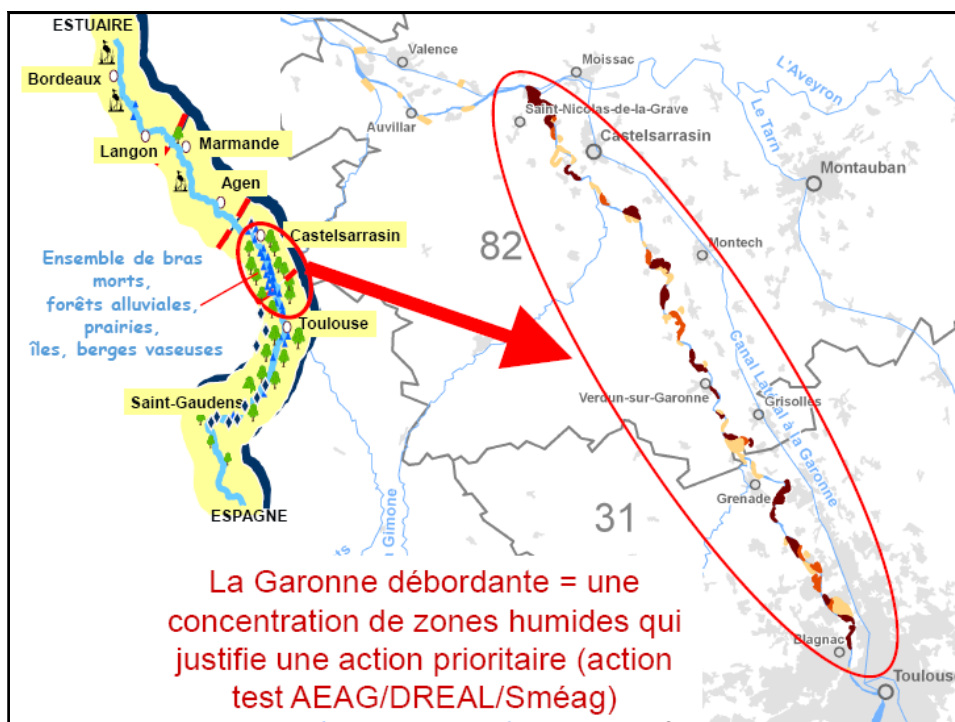 ESTUAIRE
Bordeaux
Langon
Marmande
Agen
Castelsarrasin
Ensemble de bras
morts,
forêts alluviales,
prairies,
îles, berges vaseuses
Toulouse
Saint-Gaudens
ESPAGNE
Valence
Auvillar
Moissac
Saint-Nicolas-de-la-Grave
Castelsarrasin
L'Aveyron
Le Tarn
Montauban
82
Montech
Canal Latéral à la Garonne
Verdun-sur-Garonne
Grisolles
Grenade
31
Gimone
Blagnac
Toulouse
La Garonne débordante = une
concentration de zones humides qui
justifie une action prioritaire (action
test AEAG/DREAL/Sméag)